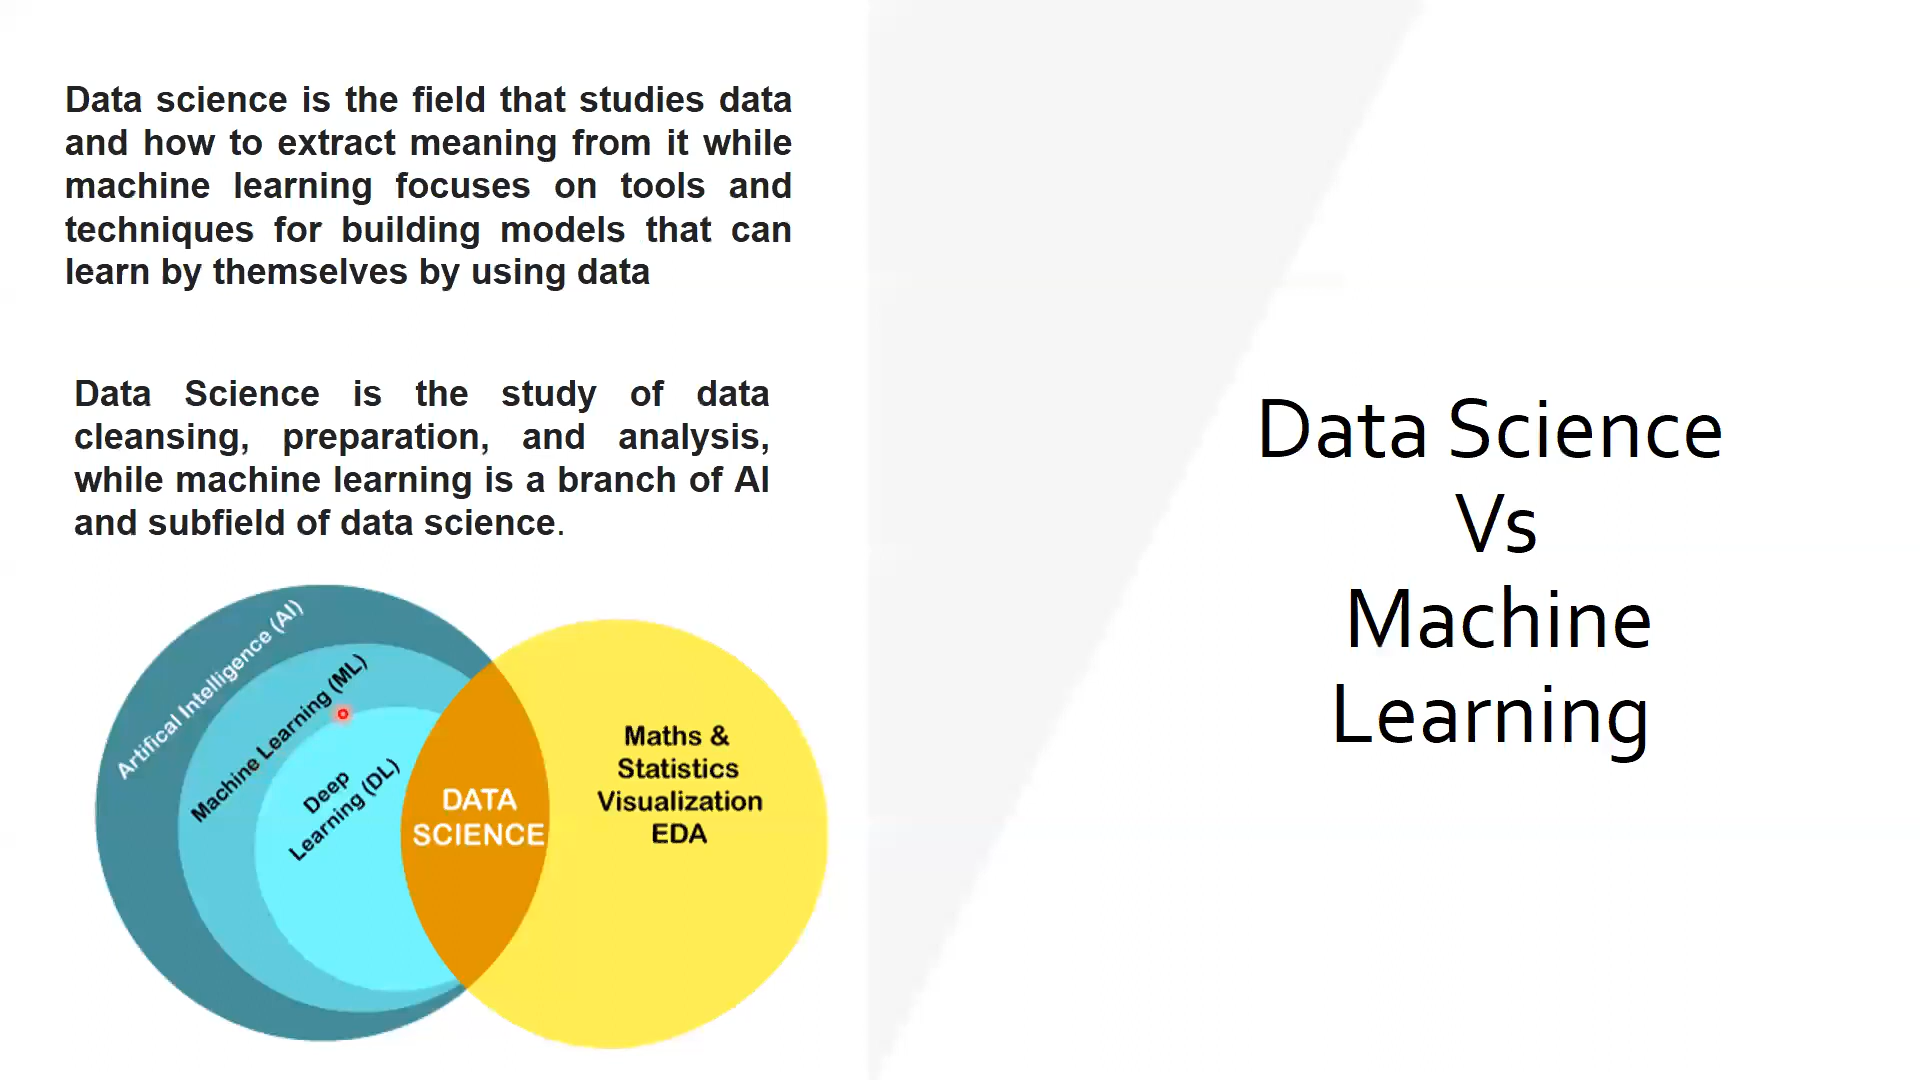 Data science is the field that studies data
and how to extract meaning from it while
machine learning focuses on tools and
techniques for building models that can
learn by themselves by using data
Data Science is the study of data
cleansing, preparation, and analysis,
while machine learning is a branch of AI
and subfield of data science.
Artifical Intelligence (AI)
Machine Learning (ML)
Deep
Learning (DL)
DATA
SCIENCE
Maths &
Statistics
Visualization
EDA
Data Science
Vs
Machine
Learning